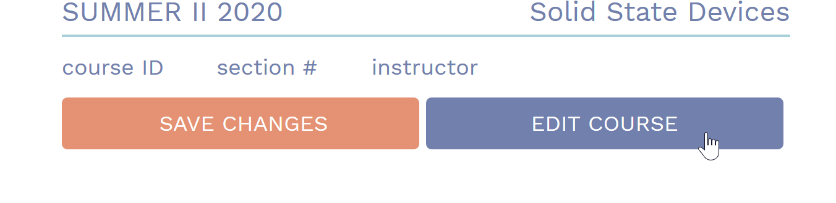 SUMMER II 2020 Solid State Devices
course ID section # instructor
SAVE CHANGES EDIT COURSE